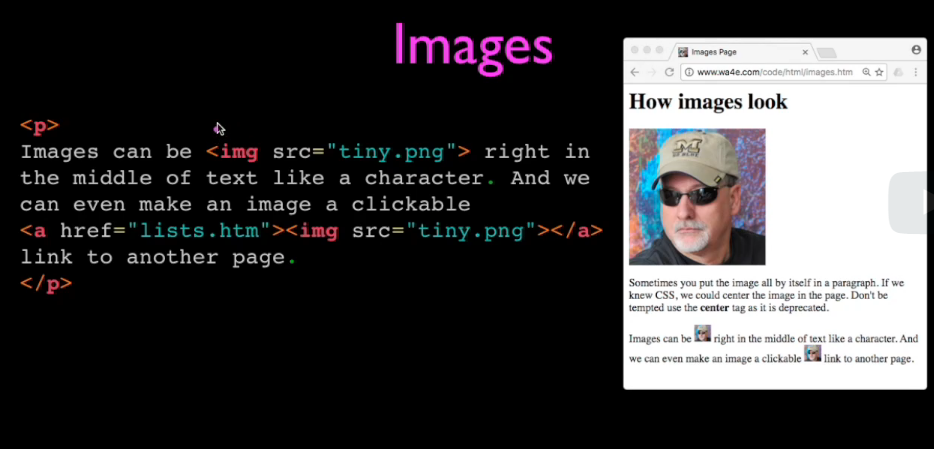 Images
<p>
Images can be <img src="tiny.png"> right in
the middle of text like a character. And we
can even make an image a clickable
<a href="lists.htm"><img src="tiny.png"></a>
link to another page.
</p>
Images Page
www.wa4e.com/code/html/images.htm
How images look
M
Sometimes you put the image all by itself in a paragraph. If we
knew CSS, we could center the image in the page. Don't be
tempted use the center tag as it is deprecated.
Images can be right in the middle of text like a character. And
we can even make an image a clickable link to another page.